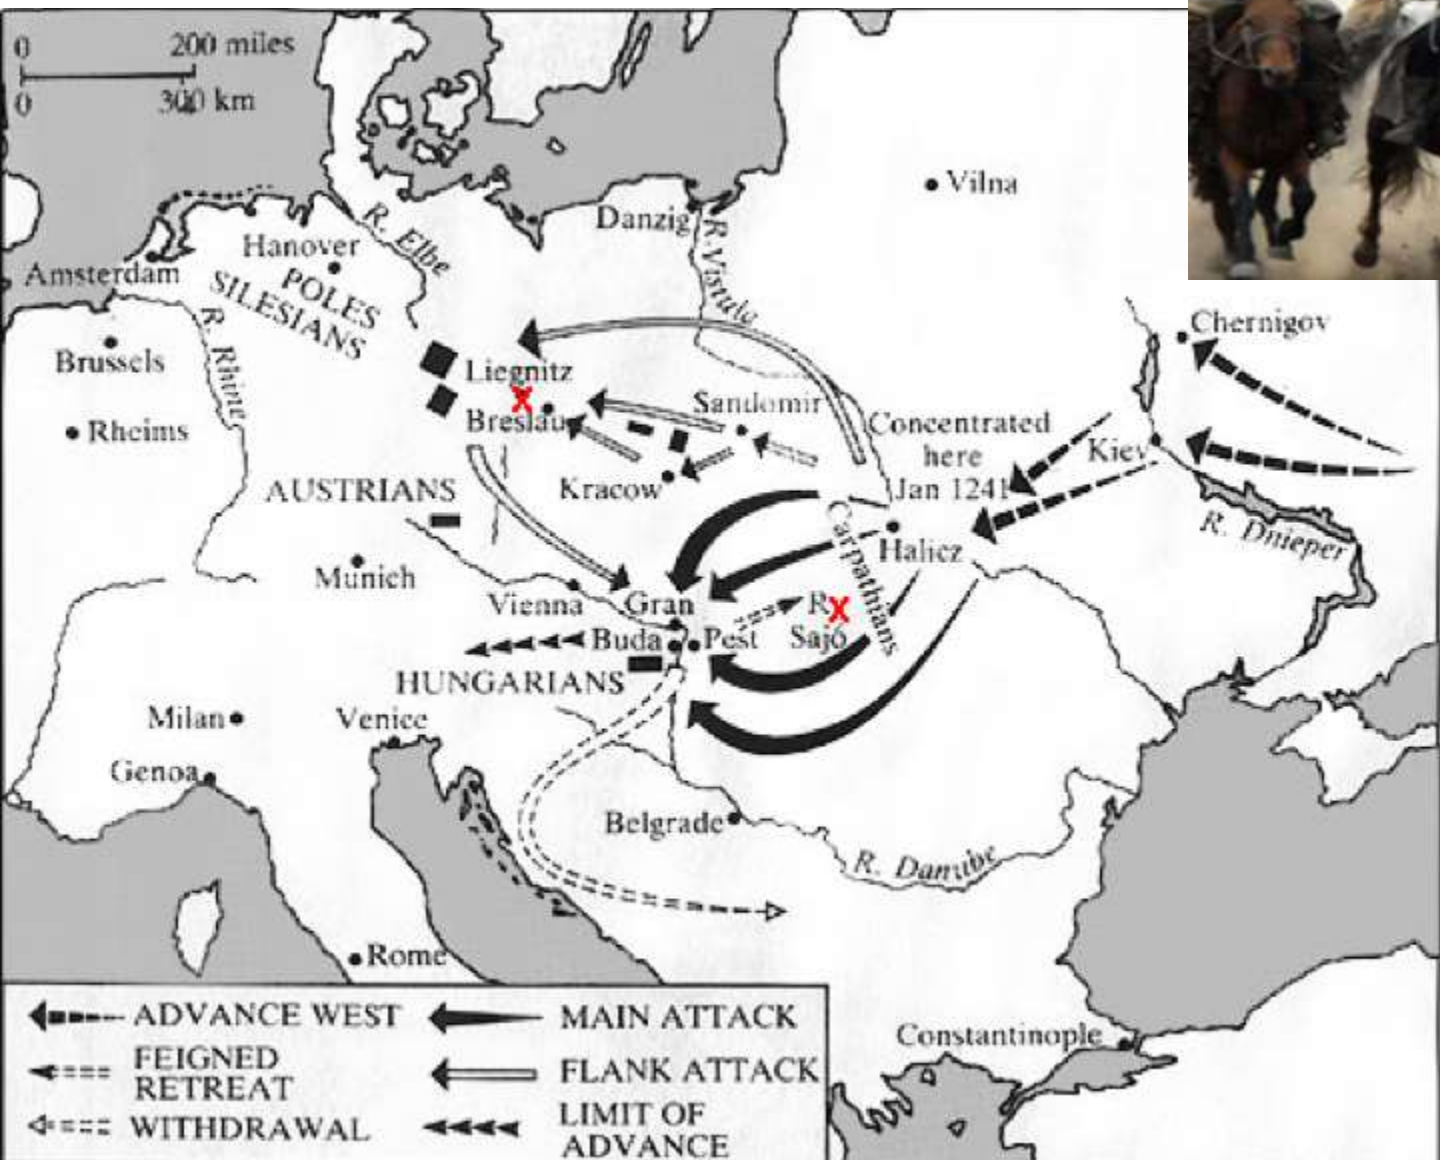 0 200 miles
0 300 km
Vilna
Danzig
R. Vistula
R. Elbe
Hanover
Amsterdam
POLES
SILESIANS
R. Rhine
Chernigov
Brussels
Liegnitz
X
Sandomir
Breslau
Rheims
Concentrated
here
Jan 1241
Kiev
Kracow
AUSTRIANS
R. Dnieper
Carpathians
Halicz
Munich
Vienna
Gran
R
X
Sajó
Buda
Pest
HUNGARIANS
Milan
Venice
Genoa
Belgrade
R. Danube
Rome
Constantinople
ADVANCE WEST
MAIN ATTACK
FEIGNED
RETREAT
FLANK ATTACK
WITHDRAWAL
LIMIT OF
ADVANCE